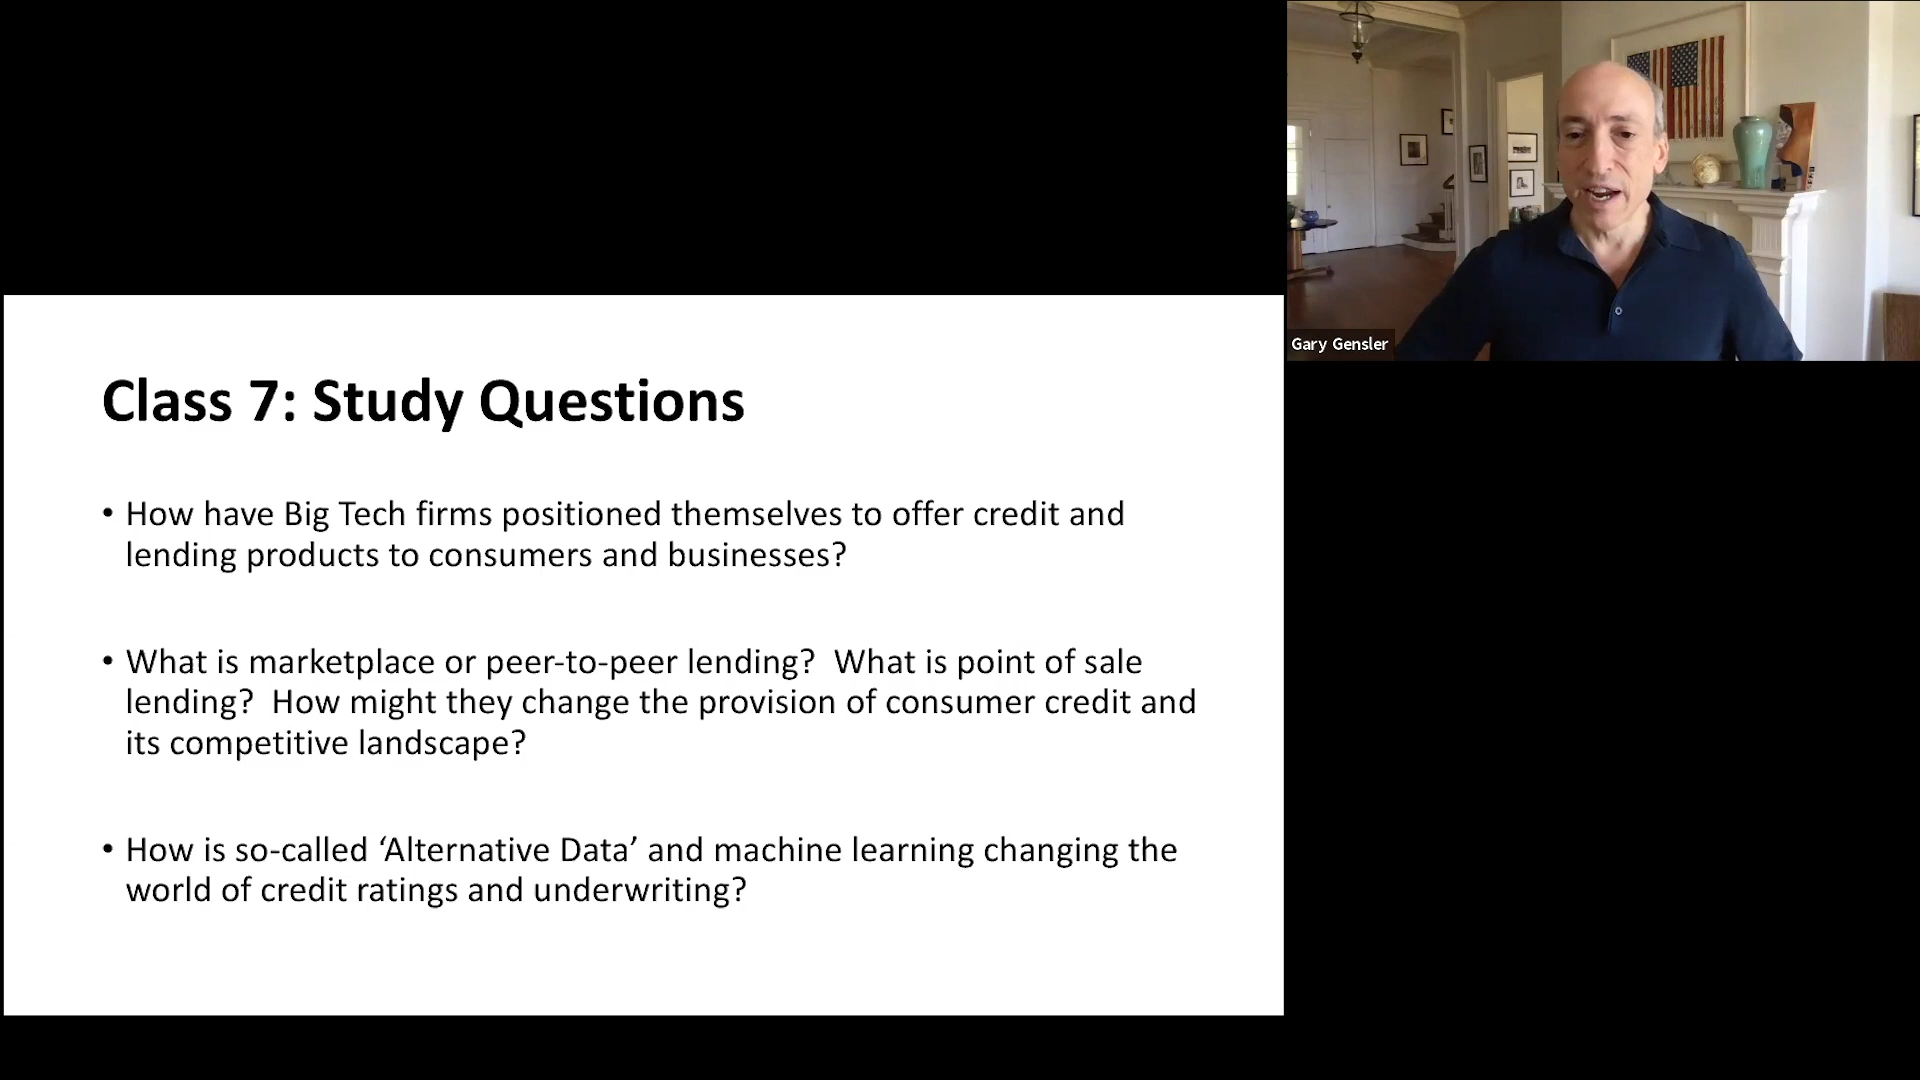 Gary Gensler
Class 7: Study Questions
• How have Big Tech firms positioned themselves to offer credit and
lending products to consumers and businesses?
• What is marketplace or peer-to-peer lending?  What is point of sale
lending?  How might they change the provision of consumer credit and
its competitive landscape?
• How is so-called ‘Alternative Data’ and machine learning changing the
world of credit ratings and underwriting?